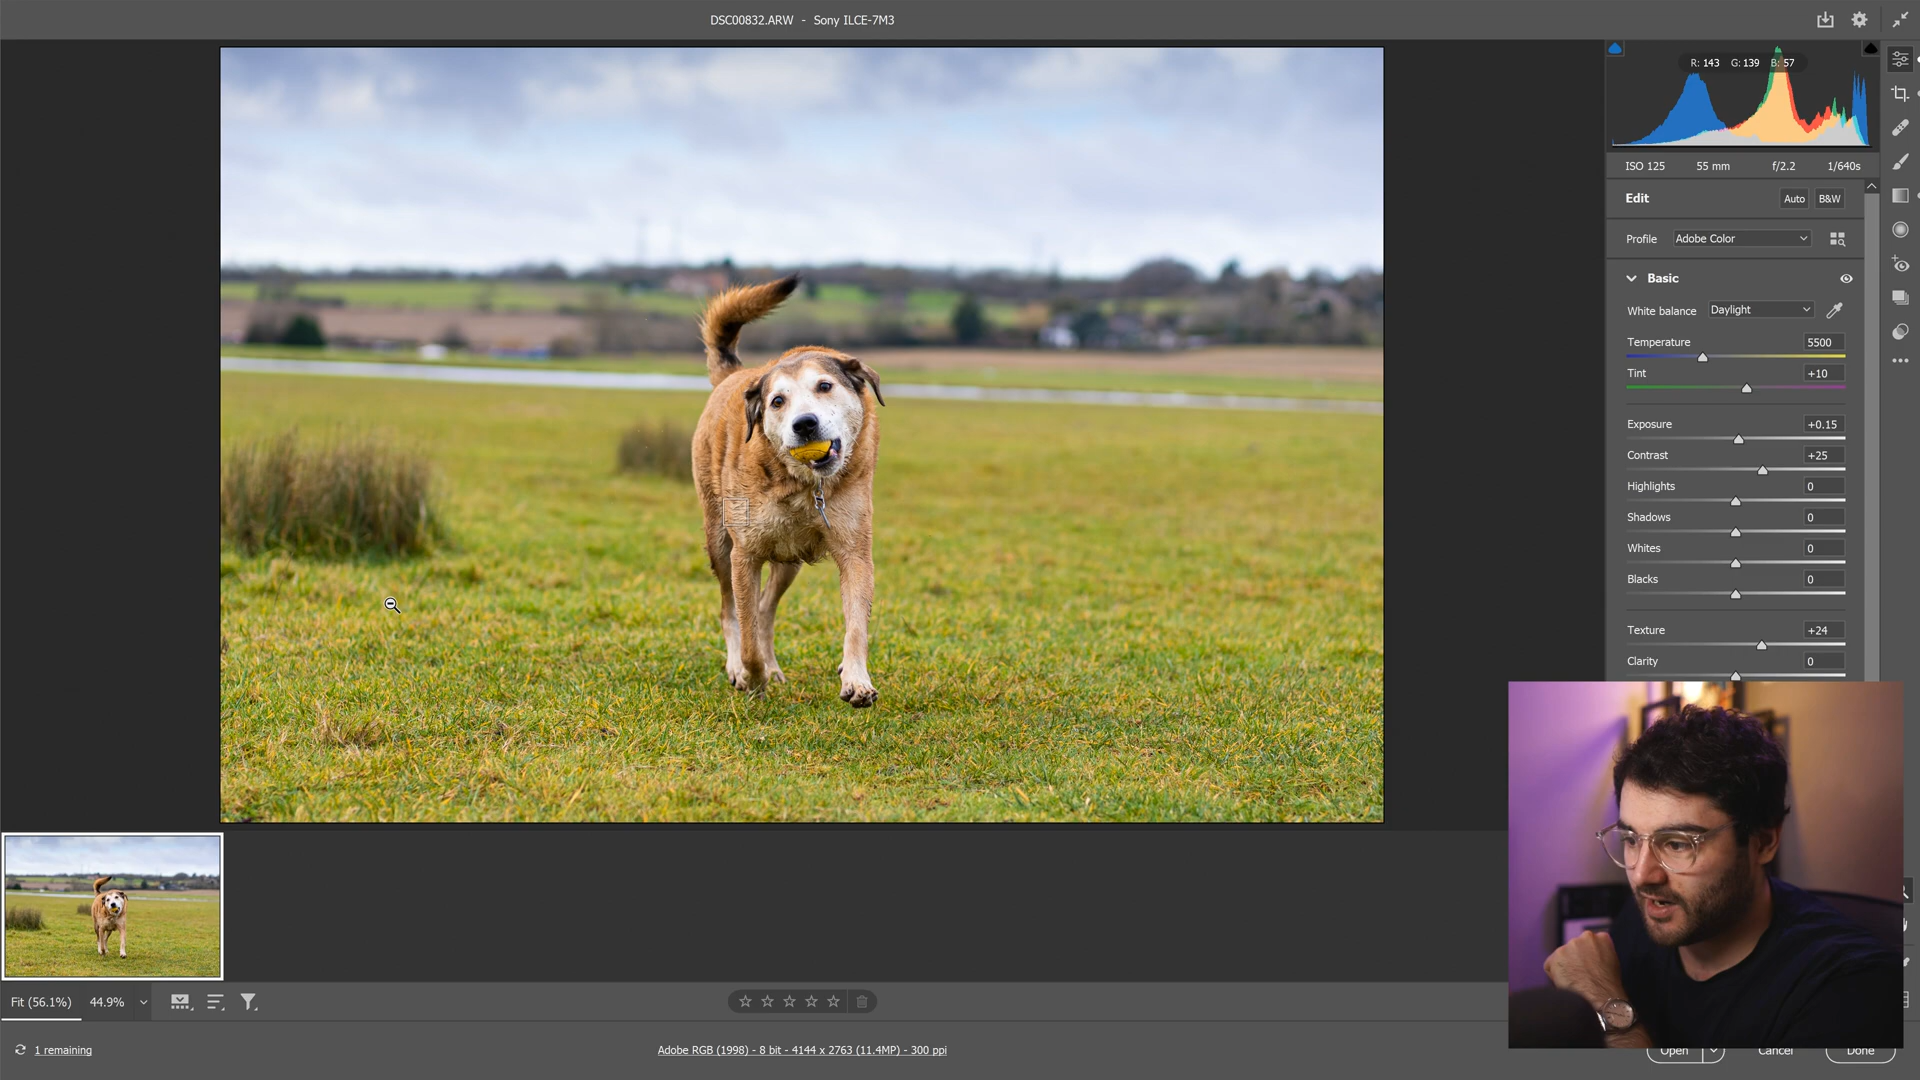 DSC00832.ARW - Sony ILCE-7M3
R: 143 G: 139 B: 57
ISO 125 55 mm f/2.2 1/640s
Edit Auto B&W
Profile Adobe Color
Basic
White balance Daylight
Temperature 5500
Tint +10
Exposure +0.15
Contrast +25
Highlights 0
Shadows 0
Whites 0
Blacks 0
Texture +24
Clarity 0
Fit (56.1%) 44.9%
1 remaining
Adobe RGB (1998) - 8 bit - 4144 x 2763 (11.4MP) - 300 ppi
Open Cancel Done